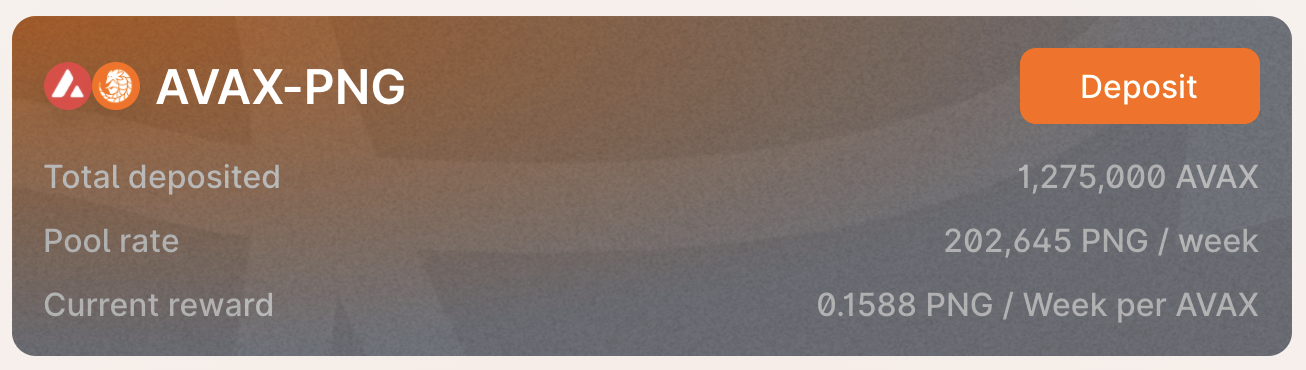 AVAX-PNG
Deposit
Total deposited 1,275,000 AVAX
Pool rate 202,645 PNG / week
Current reward 0.1588 PNG / Week per AVAX